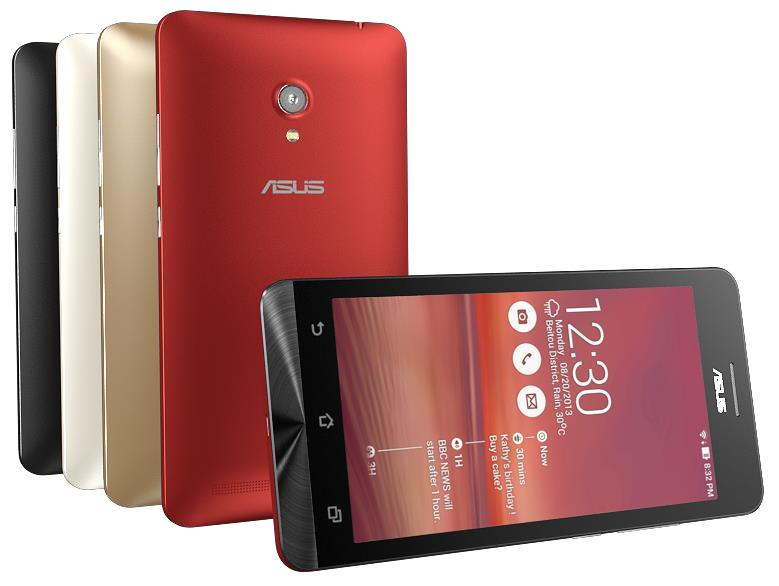 ASUS
ASUS
8:32 PM
12:30
Monday 08/20/2013
Beitou District, Rain, 30°C
Now
30 mins
Kathy's birthday !
Buy a cake?
1H
BBC NEWS will
start after 1 hour.
3H